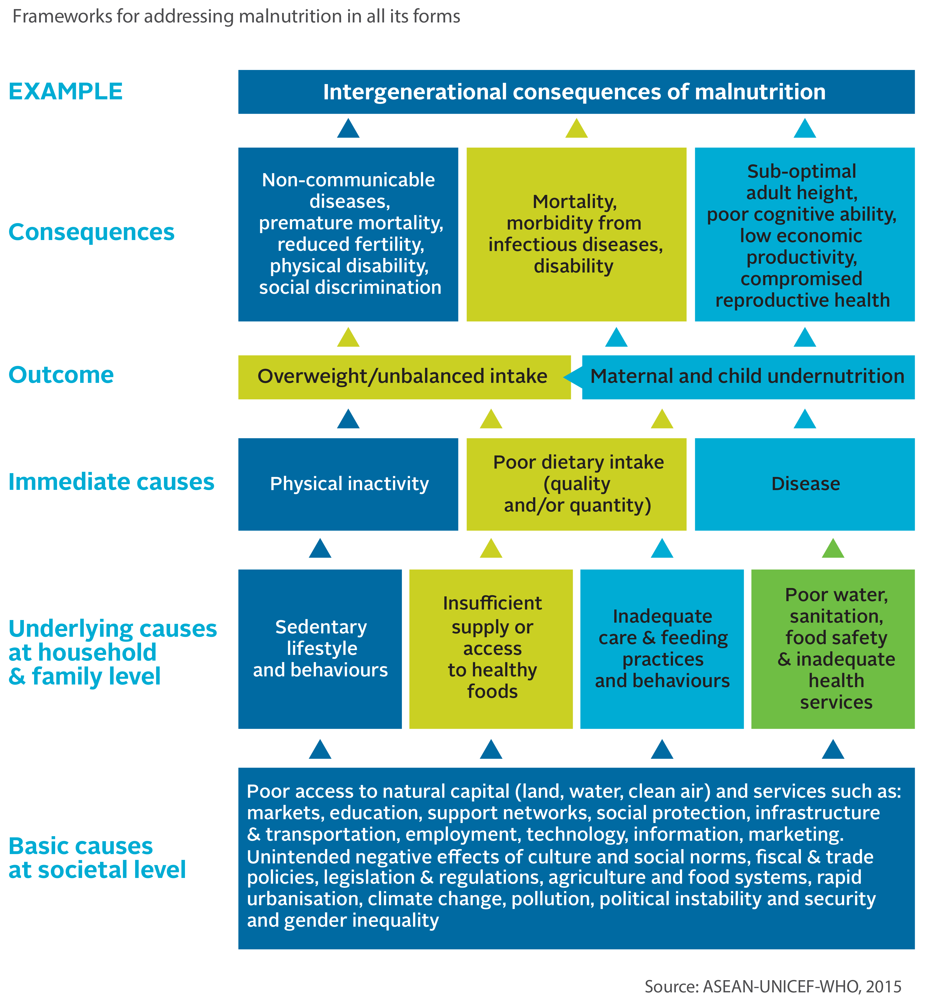 Frameworks for addressing malnutrition in all its forms
EXAMPLE
Intergenerational consequences of malnutrition
Consequences
Non-communicable
diseases,
premature mortality,
reduced fertility,
physical disability,
social discrimination
Mortality,
morbidity from
infectious diseases,
disability
Sub-optimal
adult height,
poor cognitive ability,
low economic
productivity,
compromised
reproductive health
Outcome
Overweight/unbalanced intake
Maternal and child undernutrition
Immediate causes
Physical inactivity
Poor dietary intake
(quality
and/or quantity)
Disease
Underlying causes
at household
& family level
Sedentary
lifestyle
and behaviours
Insufficient
supply or
access
to healthy
foods
Inadequate
care & feeding
practices
and behaviours
Poor water,
sanitation,
food safety
& inadequate
health
services
Basic causes
at societal level
Poor access to natural capital (land, water, clean air) and services such as:
markets, education, support networks, social protection, infrastructure
& transportation, employment, technology, information, marketing.
Unintended negative effects of culture and social norms, fiscal & trade
policies, legislation & regulations, agriculture and food systems, rapid
urbanisation, climate change, pollution, political instability and security
and gender inequality
Source: ASEAN-UNICEF-WHO, 2015